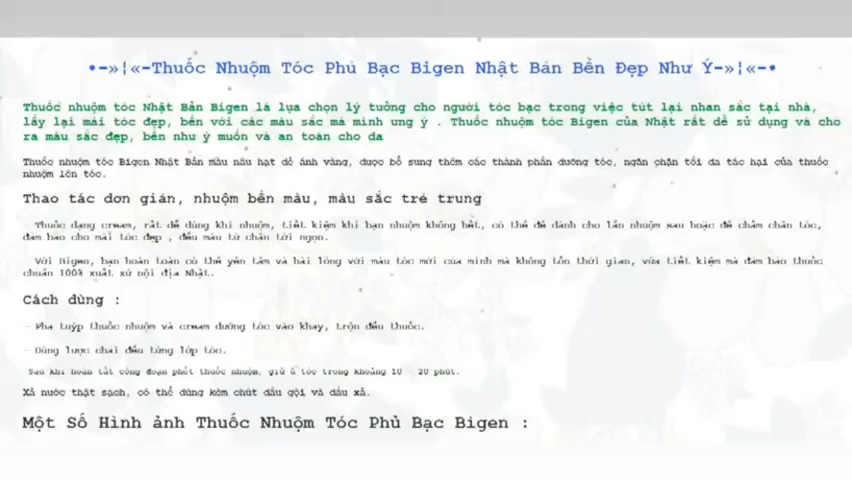 •-»¦«-Thuốc Nhuộm Tóc Phủ Bạc Bigen Nhật Bản Bền Đẹp Như Ý-»¦«-•
Thuốc nhuộm tóc Nhật Bản Bigen là lựa chọn lý tưởng cho người tóc bạc trong việc tút lại nhan sắc tại nhà,
lấy lại mái tóc đẹp, bền với các màu sắc mà mình ưng ý . Thuốc nhuộm tóc Bigen của Nhật rất dễ sử dụng và cho
ra màu sắc đẹp, bền như ý muốn và an toàn cho da
Thuốc nhuộm tóc Bigen Nhật Bản màu nâu hạt dẻ ánh vàng, được bổ sung thêm các thành phần dưỡng tóc, ngăn chặn tối đa tác hại của thuốc
nhuộm lên tóc.
Thao tác đơn giản, nhuộm bền màu, màu sắc trẻ trung
Thuốc dạng cream, rất dễ dùng khi nhuộm, tiết kiệm khi bạn nhuộm không hết, có thể để dành cho lần nhuộm sau hoặc để chấm chân tóc,
đảm bảo cho mái tóc đẹp , đều màu từ chân tới ngọn.
Với Bigen, bạn hoàn toàn có thể yên tâm và hài lòng với màu tóc mới của mình mà không tốn thời gian, vừa tiết kiệm mà đảm bảo thuốc
chuẩn 100% xuất xứ nội địa Nhật.
Cách dùng :
- Pha tuýp thuốc nhuộm và cream dưỡng tóc vào khay, trộn đều thuốc.
- Dùng lược chải đều từng lớp tóc.
Sau khi hoàn tất công đoạn phết thuốc nhuộm, giữ ủ tóc trong khoảng 10 - 20 phút.
Xả nước thật sạch, có thể dùng kèm chút dầu gội và dầu xả.
Một Số Hình ảnh Thuốc Nhuộm Tóc Phủ Bạc Bigen :